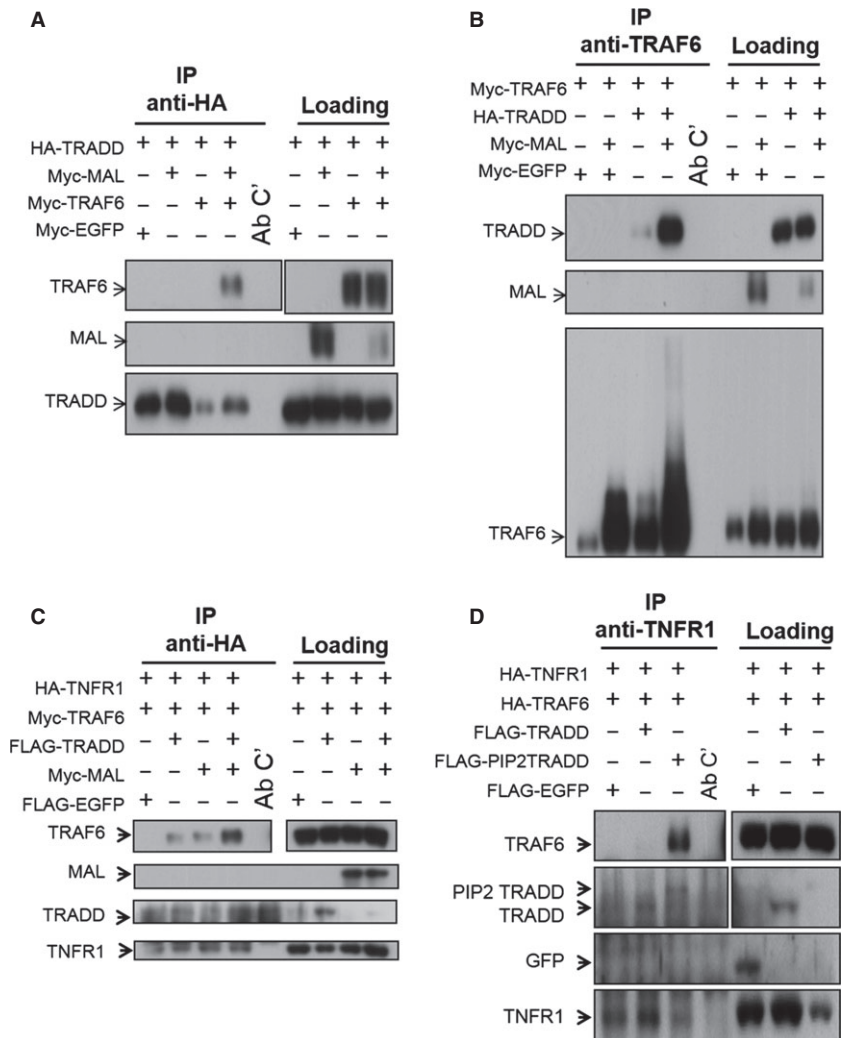 A
IP
anti-HA Loading
HA-TRADD + + + + + + + +
Myc-MAL – + – + – + – +
Myc-TRAF6 – – + + – – + +
Myc-EGFP + – – – + – – –
Ab C'
TRAF6
MAL
TRADD
B
IP
anti-TRAF6 Loading
Myc-TRAF6 + + + + + + + +
HA-TRADD – – + + – – + +
Myc-MAL – + – + – + – +
Myc-EGFP + + – – + + – –
Ab C'
TRADD
MAL
TRAF6
C
IP
anti-HA Loading
HA-TNFR1 + + + + + + + +
Myc-TRAF6 + + + + + + + +
FLAG-TRADD – + – + – + – +
Myc-MAL – – + + – – + +
FLAG-EGFP + – – – + – – –
Ab C'
TRAF6
MAL
TRADD
TNFR1
D
IP
anti-TNFR1 Loading
HA-TNFR1 + + + + + +
HA-TRAF6 + + + + + +
FLAG-TRADD – + – – + –
FLAG-PIP2TRADD – – + – – +
FLAG-EGFP + – – + – –
Ab C'
TRAF6
PIP2 TRADD
TRADD
GFP
TNFR1